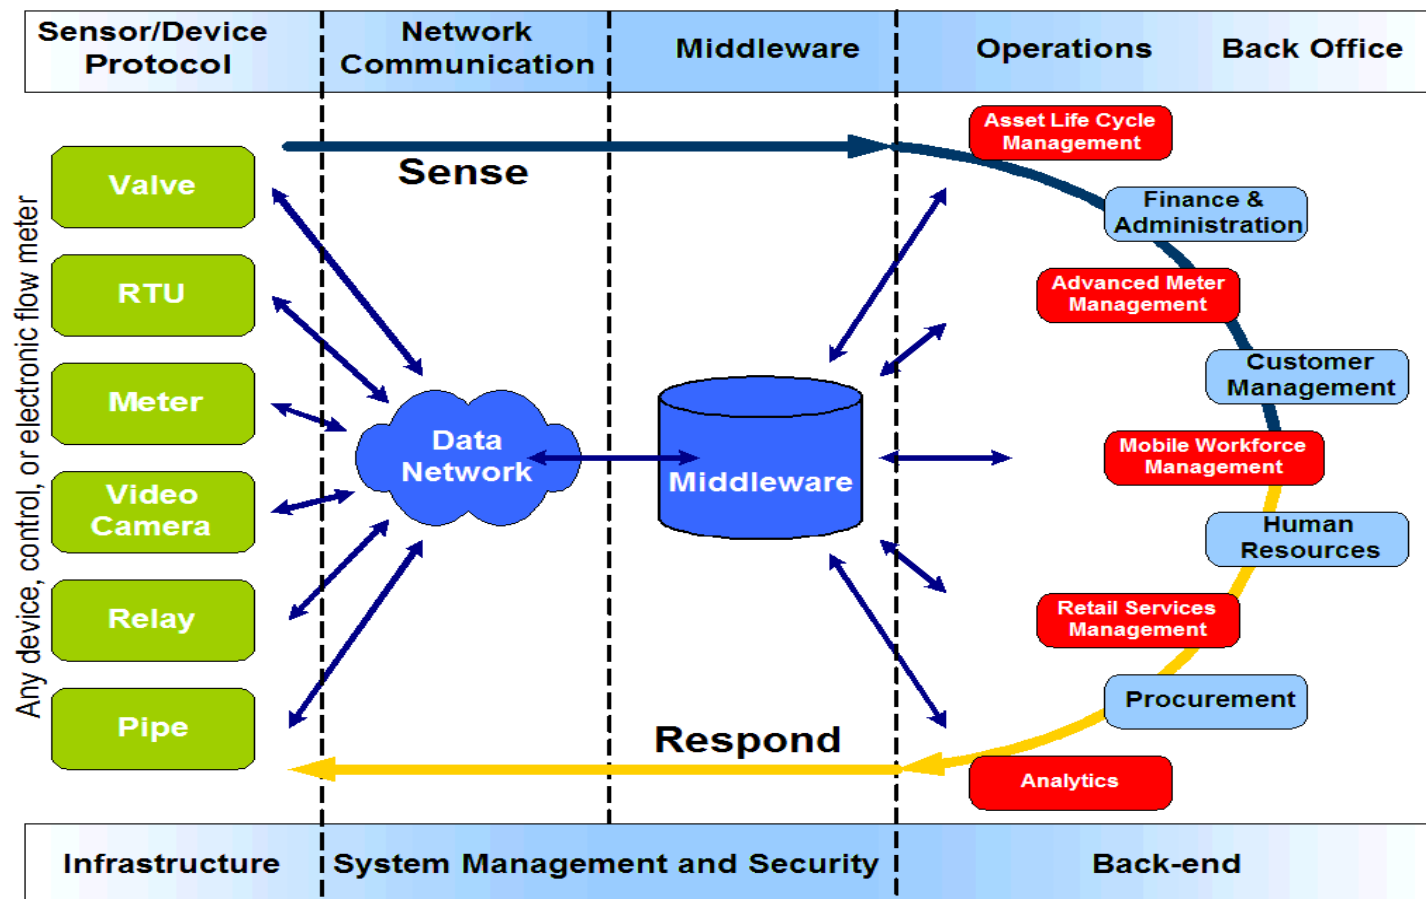 Sensor/Device
Protocol
Network
Communication
Middleware
Operations
Back Office
Any device, control, or electronic flow meter
Valve
RTU
Meter
Video
Camera
Relay
Pipe
Sense
Data
Network
Middleware
Respond
Asset Life Cycle
Management
Finance &
Administration
Advanced Meter
Management
Customer
Management
Mobile Workforce
Management
Human
Resources
Retail Services
Management
Procurement
Analytics
Infrastructure
System Management and Security
Back-end